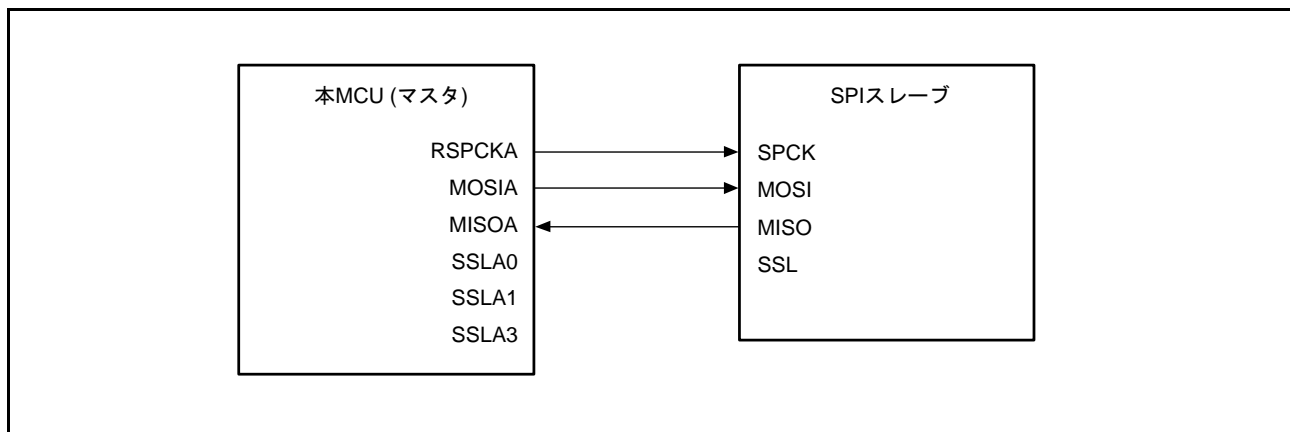 本MCU (マスタ)
RSPCKA
MOSIA
MISOA
SSLA0
SSLA1
SSLA3
SPIスレーブ
SPCK
MOSI
MISO
SSL